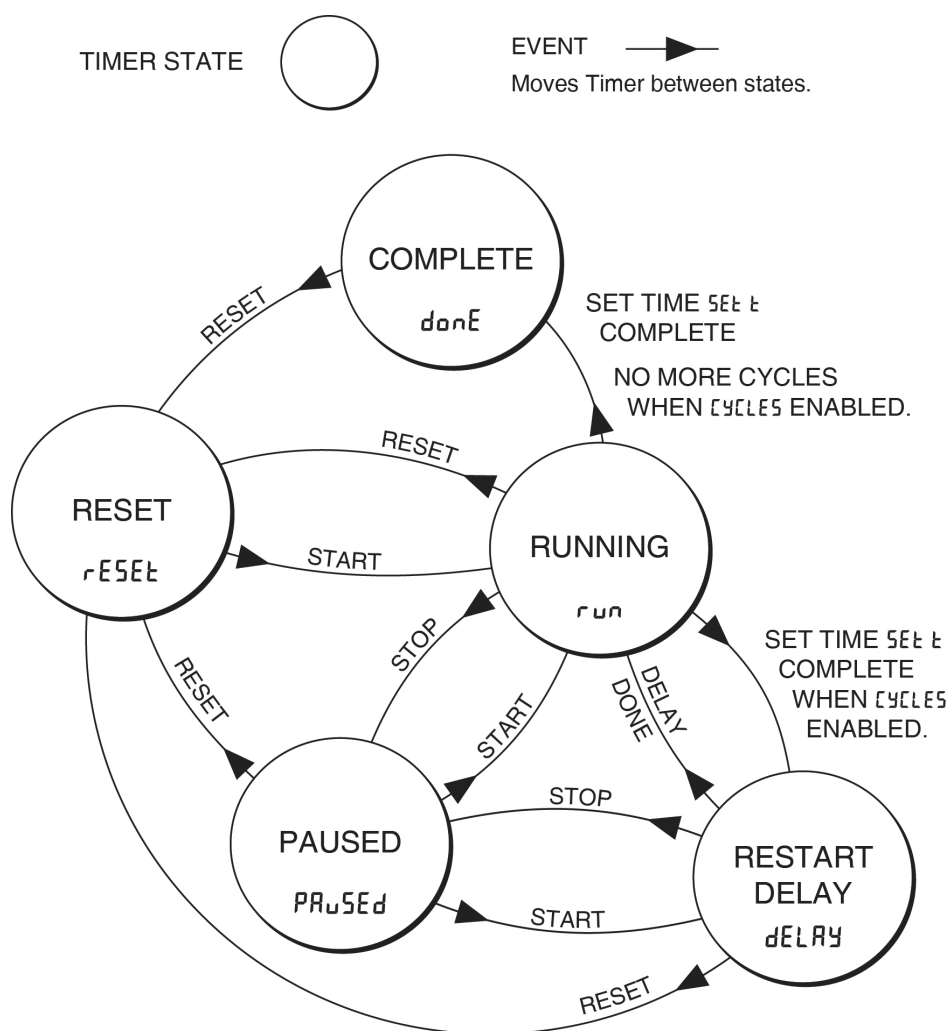 TIMER STATE
EVENT
Moves Timer between states.
COMPLETE
donE
RESET
SET TIME SEt t
COMPLETE
NO MORE CYCLES
WHEN CYCLES ENABLED.
RESET
RESET
rESEt
START
RUNNING
run
STOP
RESET
START
DELAY
DONE
SET TIME SEt t
COMPLETE
WHEN CYCLES
ENABLED.
PAUSED
PAuSEd
STOP
START
RESTART
DELAY
dELAY
RESET